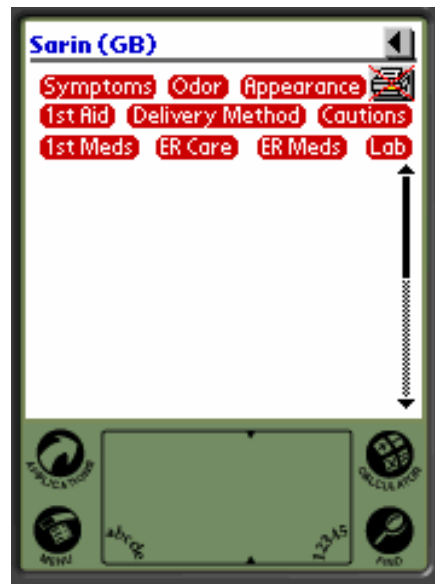 Sarin (GB)
Symptoms Odor Appearance
1st Aid Delivery Method Cautions
1st Meds ER Care ER Meds Lab
APPLICATIONS CALCULATOR
abcde 12345
MENU FIND